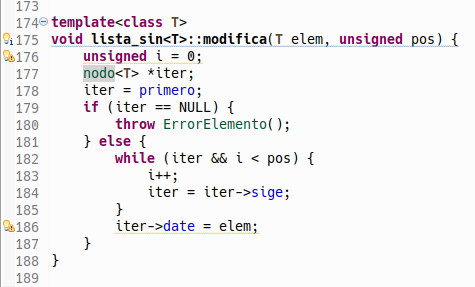 173
174 template<class T>
175 void lista_sin<T>::modifica(T elem, unsigned pos) {
176     unsigned i = 0;
177     nodo<T> *iter;
178     iter = primero;
179     if (iter == NULL) {
180         throw ErrorElemento();
181     } else {
182         while (iter && i < pos) {
183             i++;
184             iter = iter->sige;
185         }
186         iter->date = elem;
187     }
188 }
189